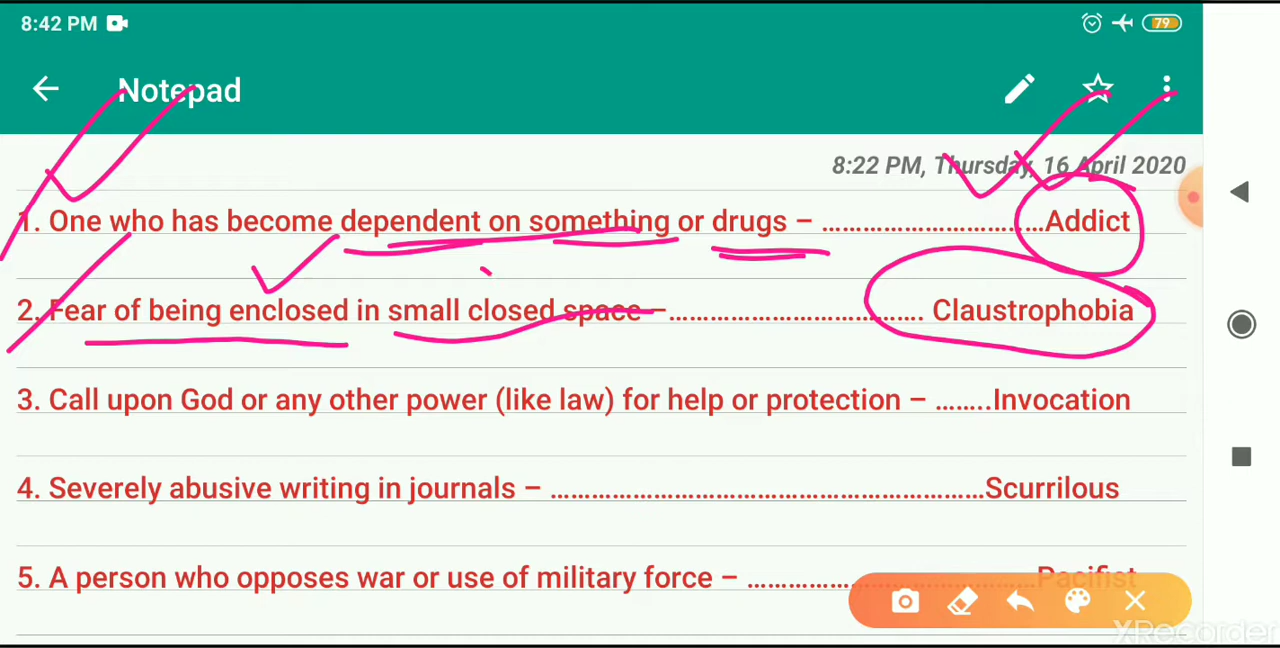 8:42 PM 79
Notepad
8:22 PM, Thursday, 16 April 2020
1. One who has become dependent on something or drugs – ..............................Addict
2. Fear of being enclosed in small closed space – .................................... Claustrophobia
3. Call upon God or any other power (like law) for help or protection – ........Invocation
4. Severely abusive writing in journals – ...............................................................Scurrilous
5. A person who opposes war or use of military force – ..........................................Pacifist
XRecorder